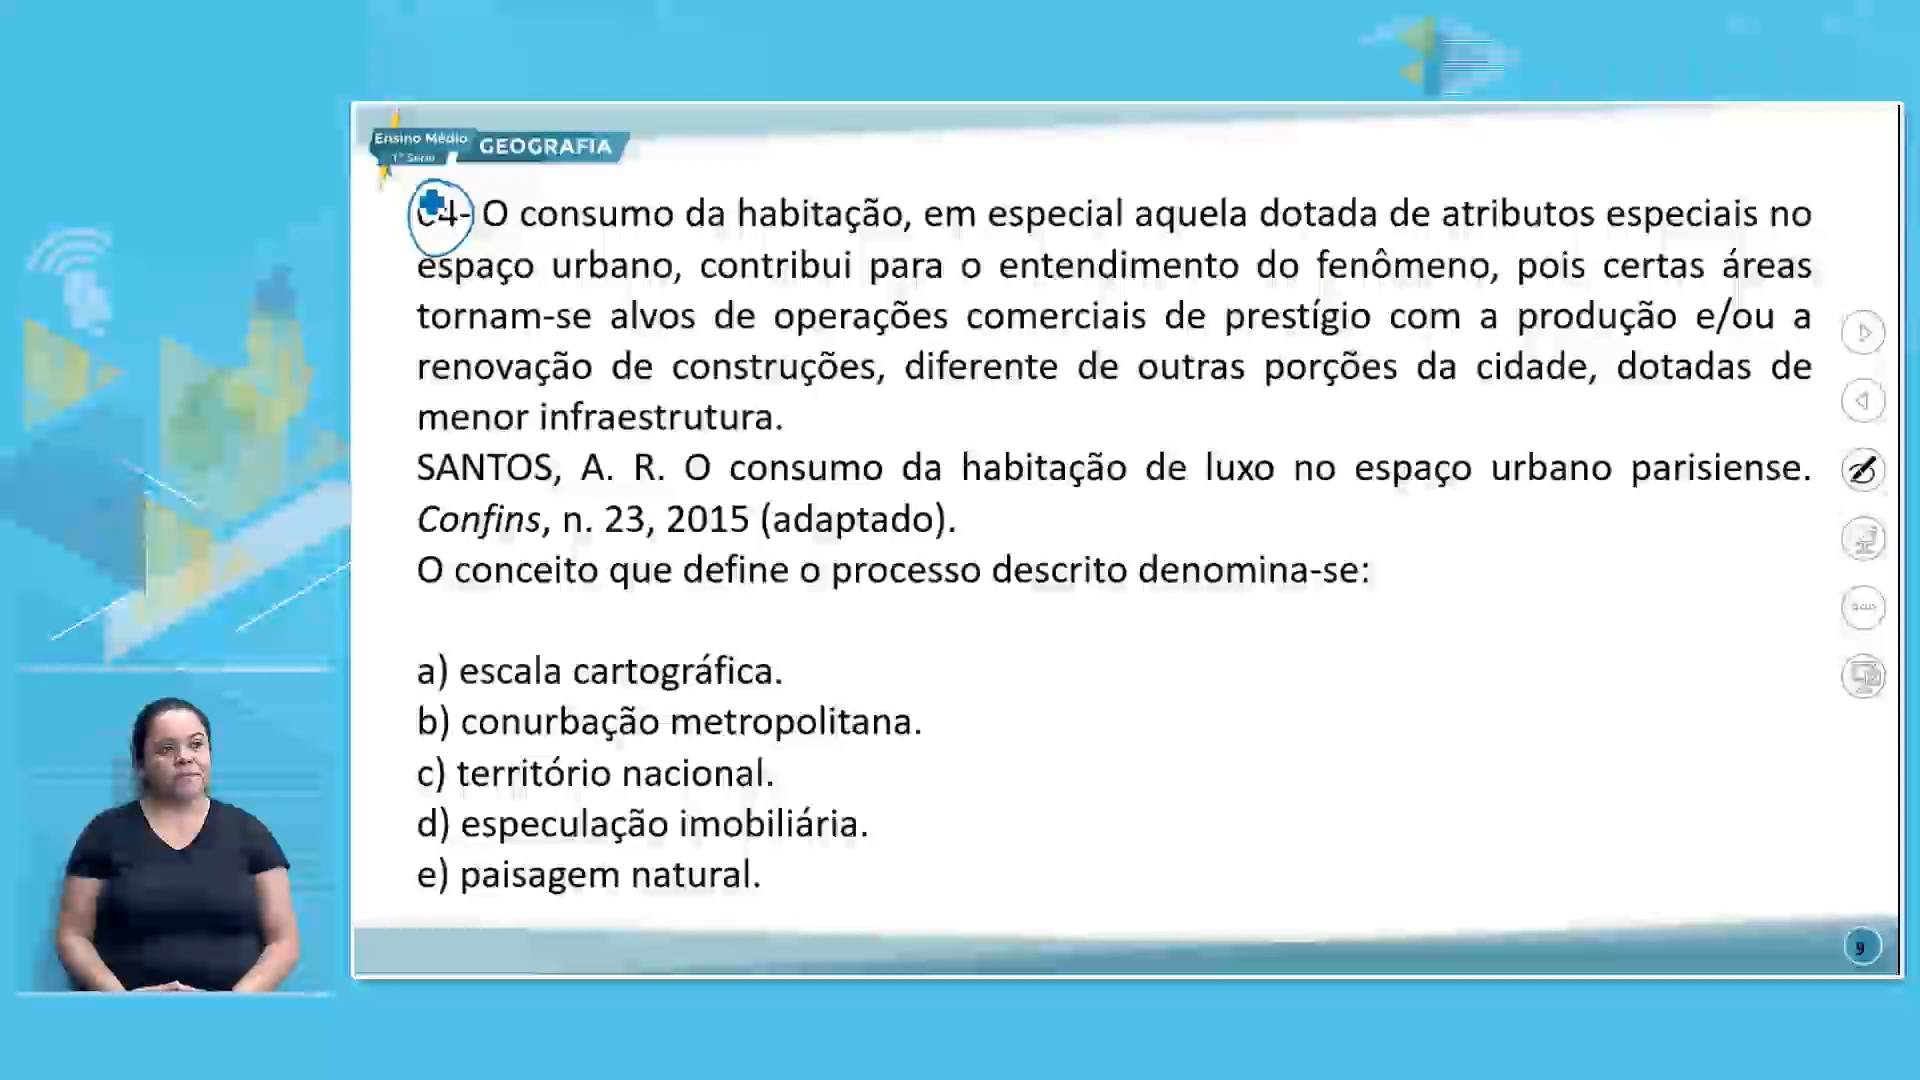 Ensino Médio
1ª Série
GEOGRAFIA
04- O consumo da habitação, em especial aquela dotada de atributos especiais no
espaço urbano, contribui para o entendimento do fenômeno, pois certas áreas
tornam-se alvos de operações comerciais de prestígio com a produção e/ou a
renovação de construções, diferente de outras porções da cidade, dotadas de
menor infraestrutura.
SANTOS, A. R. O consumo da habitação de luxo no espaço urbano parisiense.
Confins, n. 23, 2015 (adaptado).
O conceito que define o processo descrito denomina-se:
a) escala cartográfica.
b) conurbação metropolitana.
c) território nacional.
d) especulação imobiliária.
e) paisagem natural.
9